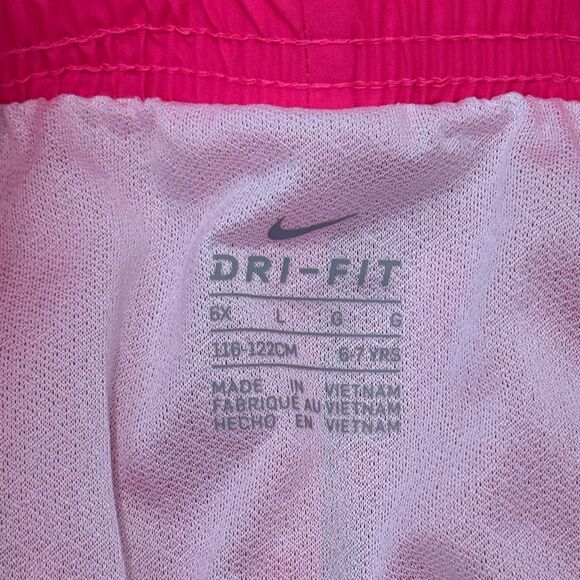 DRI-FIT
6X L G G
116-122CM 6-7 YRS
MADE IN VIETNAM
FABRIQUÉ AU VIETNAM
HECHO EN VIETNAM